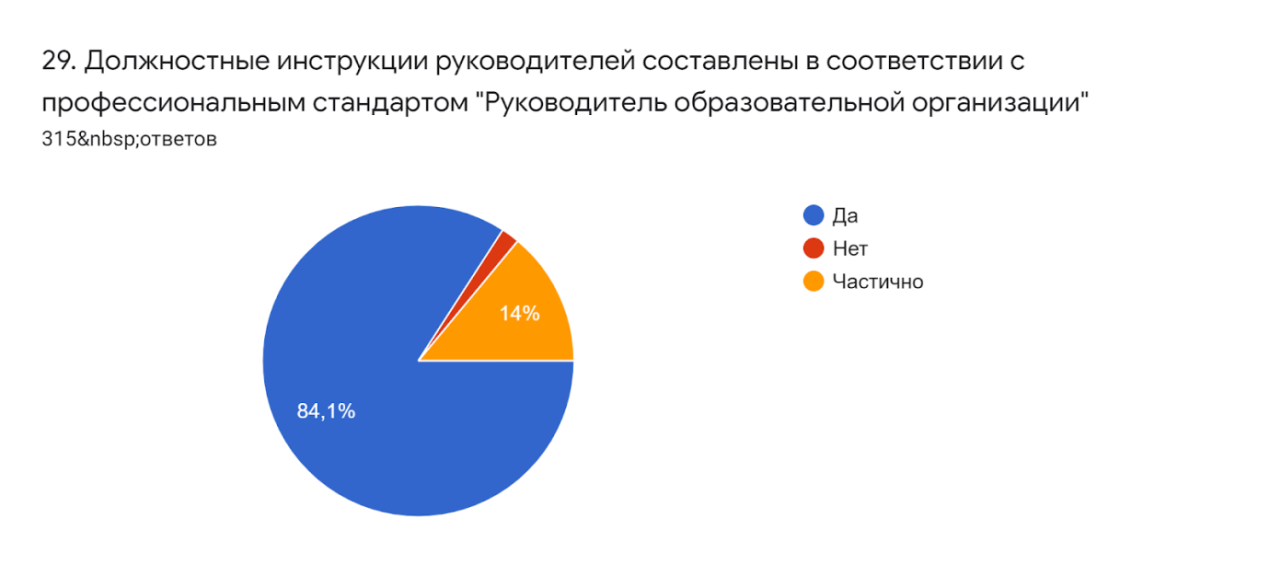 29. Должностные инструкции руководителей составлены в соответствии с
профессиональным стандартом "Руководитель образовательной организации"
315&nbsp;ответов
Да
Нет
Частично
14%
84,1%